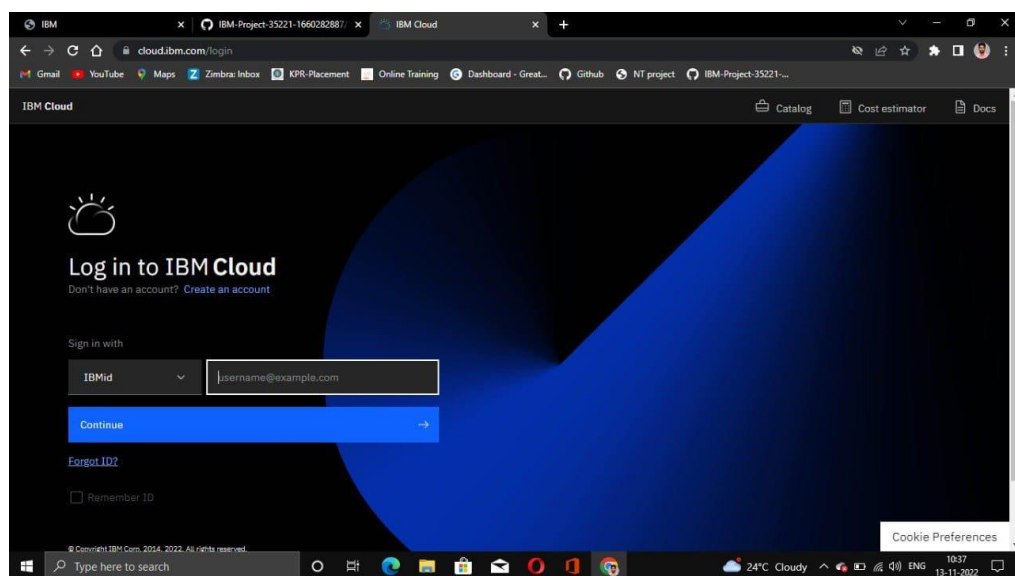 IBM
IBM-Project-35221-1660282887/
IBM Cloud
cloud.ibm.com/login
Gmail YouTube Maps Zimbra: Inbox KPR-Placement Online Training Dashboard - Great... Github NT project IBM-Project-35221-...
IBM Cloud
Catalog Cost estimator Docs
Log in to IBM Cloud
Don't have an account? Create an account
Sign in with
IBMid username@example.com
Continue
Forgot ID?
Remember ID
Cookie Preferences
© Copyright IBM Corp. 2014, 2022. All rights reserved.
Type here to search
24°C Cloudy ENG 10:37
13-11-2022